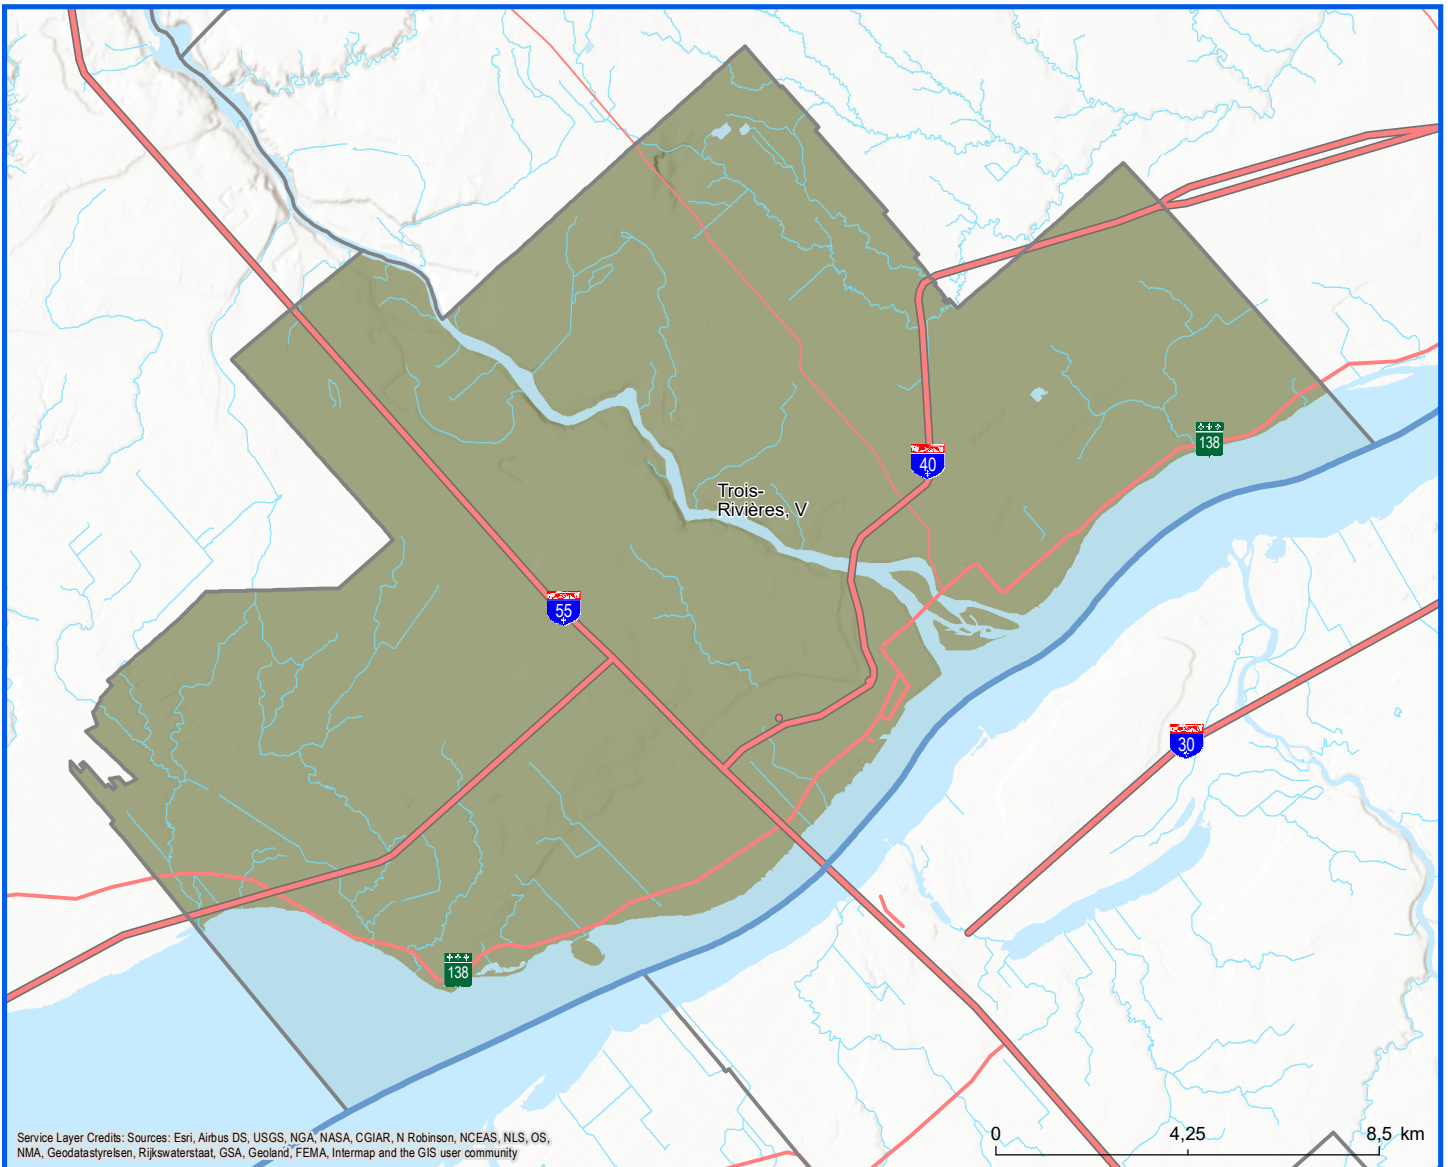 138
40
Trois-
Rivières, V
55
30
138
0 4,25 8,5 km
Service Layer Credits: Sources: Esri, Airbus DS, USGS, NGA, NASA, CGIAR, N Robinson, NCEAS, NLS, OS,
NMA, Geodatastyrelsen, Rijkswaterstaat, GSA, Geoland, FEMA, Intermap and the GIS user community